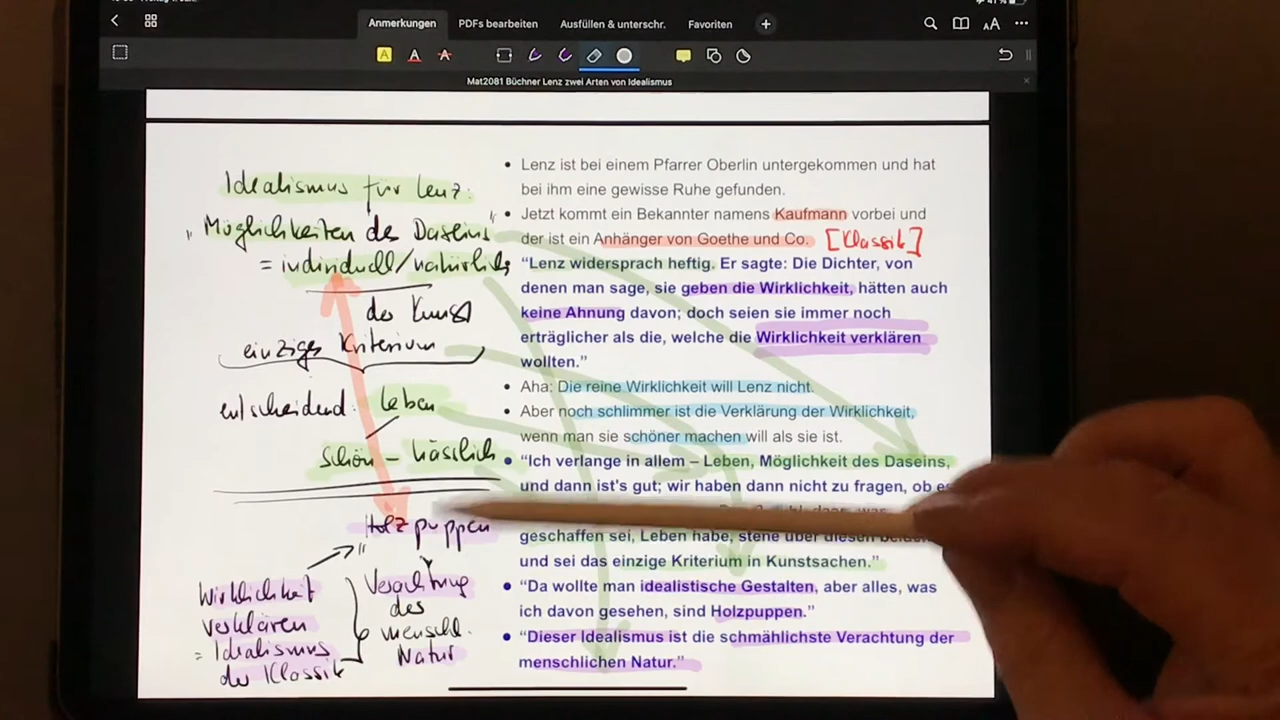 Anmerkungen
PDFs bearbeiten
Ausfüllen & unterschr.
Favoriten
Mat2081 Büchner Lenz zwei Arten von Idealismus
Idealismus für Lenz:
"Möglichkeiten des Daseins"
= individuell/natürlich
der Kunst
einziges Kriterium
entscheidend: Leben
schön – hässlich
Holzpuppen
Wirklichkeit
verklären
= Idealismus
der Klassik
Verachtung
des
menschl.
Natur
• Lenz ist bei einem Pfarrer Oberlin untergekommen und hat
bei ihm eine gewisse Ruhe gefunden.
• Jetzt kommt ein Bekannter namens Kaufmann vorbei und
der ist ein Anhänger von Goethe und Co. [Klassik]
"Lenz widersprach heftig. Er sagte: Die Dichter, von
denen man sage, sie geben die Wirklichkeit, hätten auch
keine Ahnung davon; doch seien sie immer noch
erträglicher als die, welche die Wirklichkeit verklären
wollten."
• Aha: Die reine Wirklichkeit will Lenz nicht.
• Aber noch schlimmer ist die Verklärung der Wirklichkeit,
wenn man sie schöner machen will als sie ist.
• "Ich verlange in allem – Leben, Möglichkeit des Daseins,
und dann ist's gut; wir haben dann nicht zu fragen, ob es
geschaffen sei, Leben habe, stehe über diesen
und sei das einzige Kriterium in Kunstsachen."
• "Da wollte man idealistische Gestalten, aber alles, was
ich davon gesehen, sind Holzpuppen."
• "Dieser Idealismus ist die schmählichste Verachtung der
menschlichen Natur."